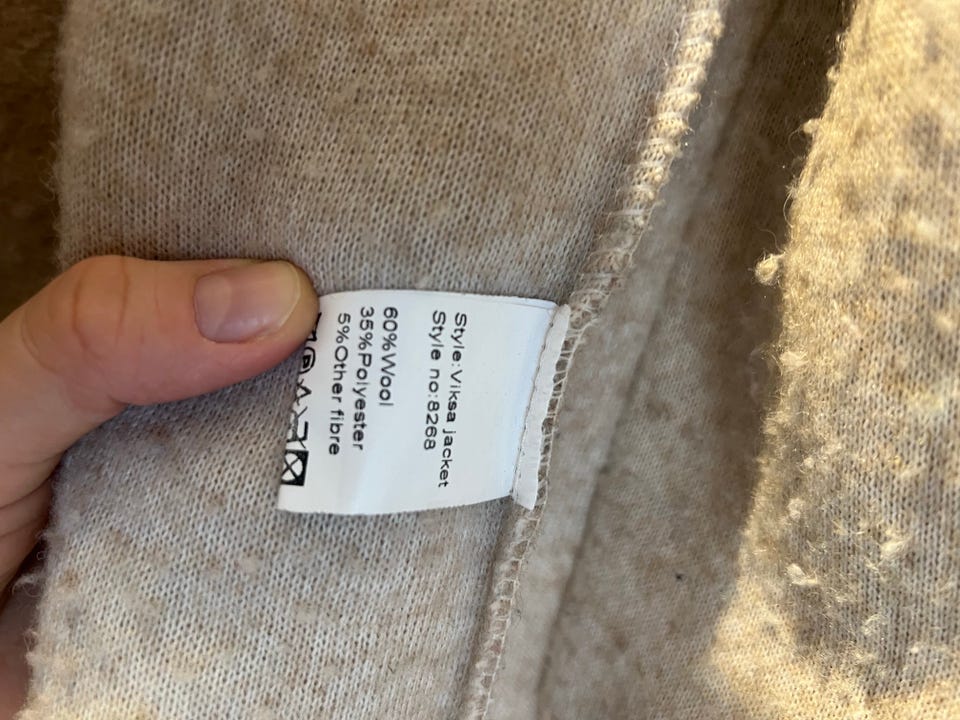 Style:Viksa jacket
Style no:8268
60%Wool
35%Polyester
5%Other fibre